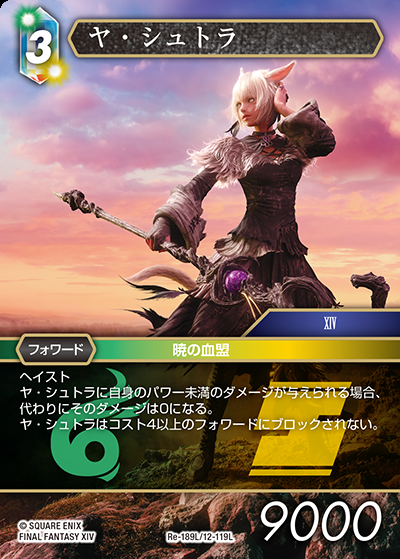 3
ヤ・シュトラ
XIV
フォワード
暁の血盟
ヘイスト
ヤ・シュトラに自身のパワー未満のダメージが与えられる場合、
代わりにそのダメージは0になる。
ヤ・シュトラはコスト4以上のフォワードにブロックされない。
© SQUARE ENIX
FINAL FANTASY XIV
Re-189L/12-119L
9000